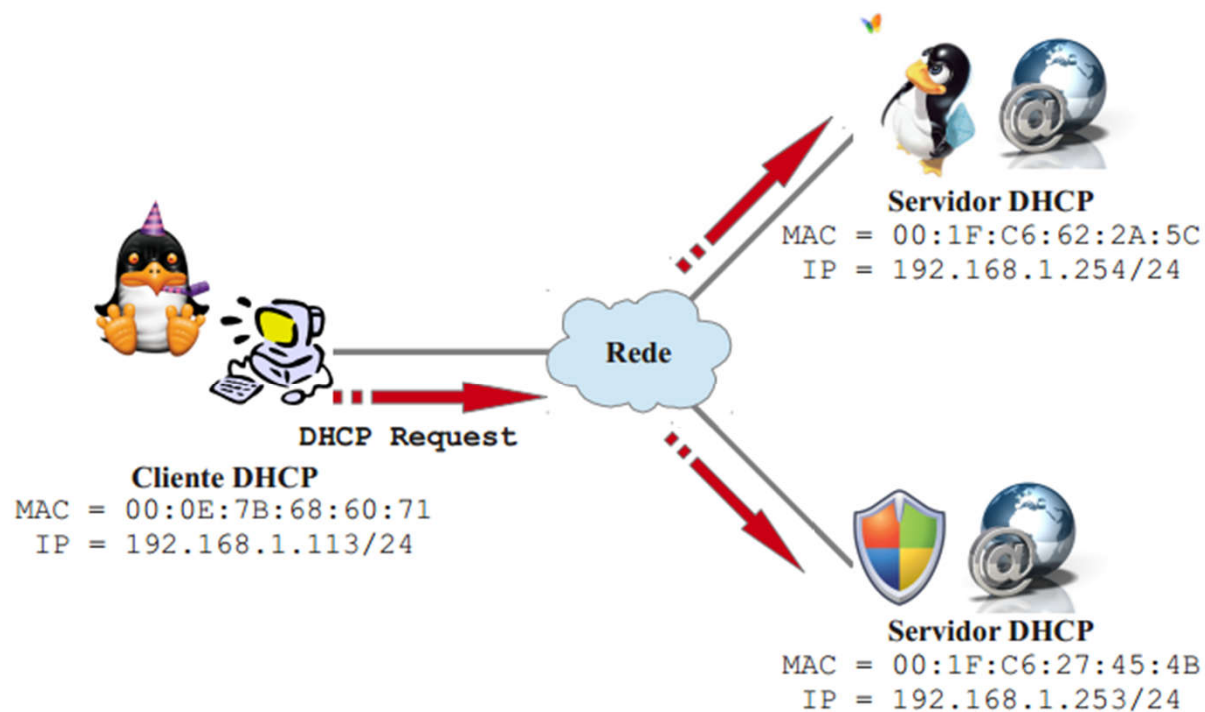 Servidor DHCP
MAC = 00:1F:C6:62:2A:5C
IP = 192.168.1.254/24
Rede
DHCP Request
Cliente DHCP
MAC = 00:0E:7B:68:60:71
IP = 192.168.1.113/24
Servidor DHCP
MAC = 00:1F:C6:27:45:4B
IP = 192.168.1.253/24